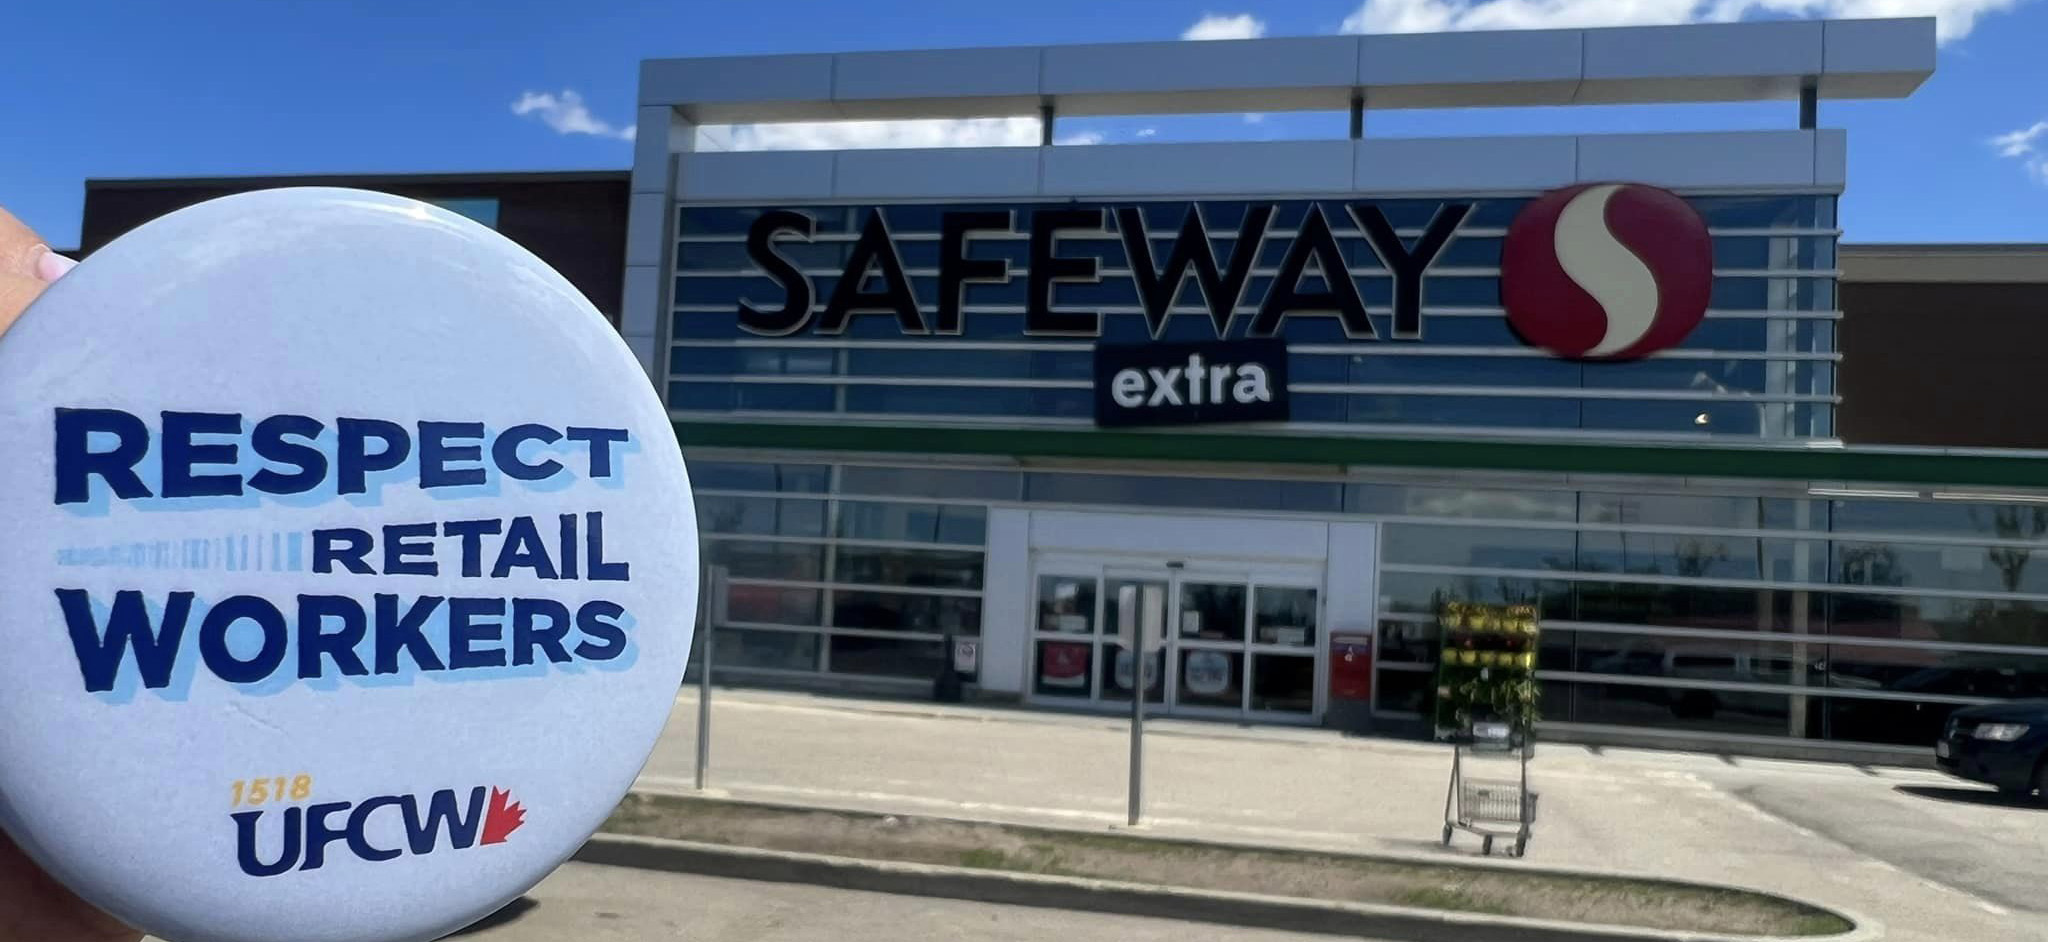 RESPECT
RETAIL
WORKERS
1518
UFCW
SAFEWAY
extra